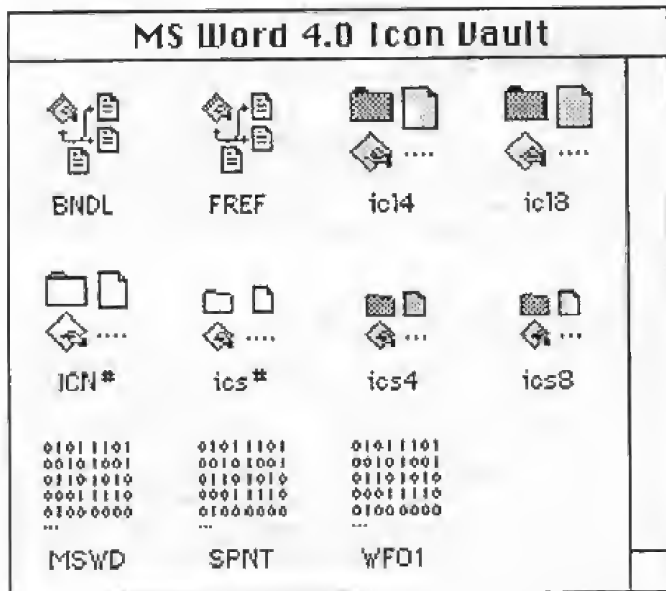 MS Word 4.0 Icon Vault
BNDL FREF icl4 icl8
ICN# ics# ics4 ics8
01011101 01011101 01011101
00101001 00101001 00101001
01101010 01101010 01101010
00011110 00011110 00011110
01000000 01000000 01000000
... ... ...
MSWD SPNT WFO1